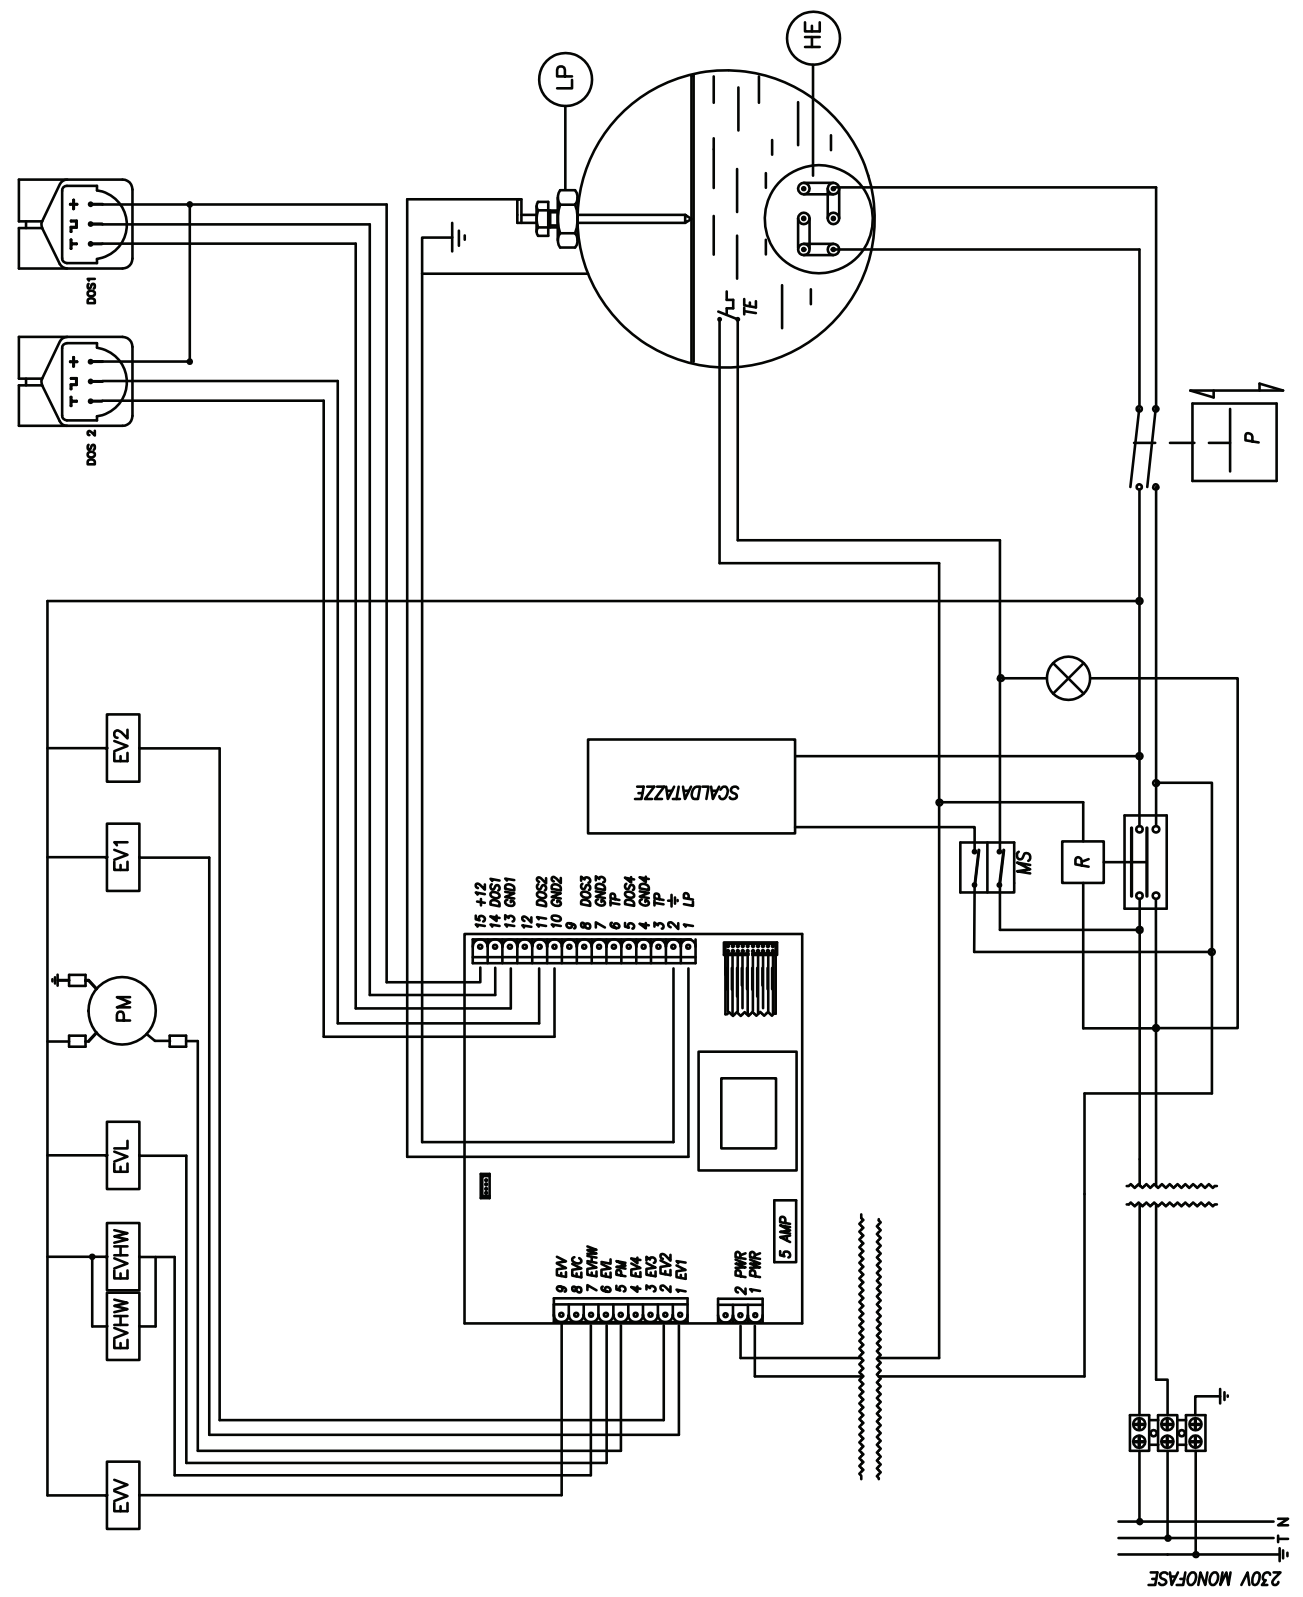 HE
LP
DOS1
TE
DOS 2
P
EV2
SCALDATAZZE
EV1
MS
R
15 +12
14 DOS1
13 GND1
12
11 DOS2
10 GND2
9
8 DOS3
7 GND3
6 TP
5 DOS4
4 GND4
3 TP
2
1 LP
PM
EVL
EVHW
EVHW
5 AMP
9 EVV
8 EVC
7 EVHW
6 EVL
5 PM
4 EV4
3 EV3
2 EV2
1 EV1
2 PWR
1 PWR
EVV
N
T
230V MONOFASE